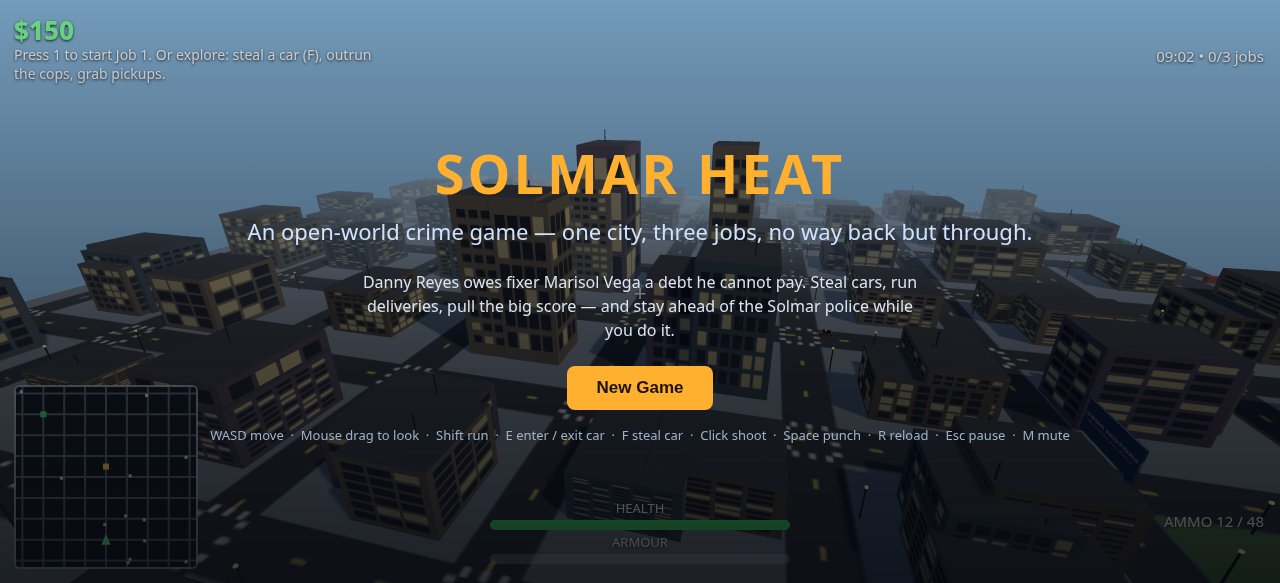 $150
Press 1 to start Job 1. Or explore: steal a car (F), outrun
the cops, grab pickups.
09:02 • 0/3 jobs
SOLMAR HEAT
An open-world crime game — one city, three jobs, no way back but through.
Danny Reyes owes fixer Marisol Vega a debt he cannot pay. Steal cars, run
deliveries, pull the big score — and stay ahead of the Solmar police while
you do it.
New Game
WASD move · Mouse drag to look · Shift run · E enter / exit car · F steal car · Click shoot · Space punch · R reload · Esc pause · M mute
HEALTH
ARMOUR
AMMO 12 / 48